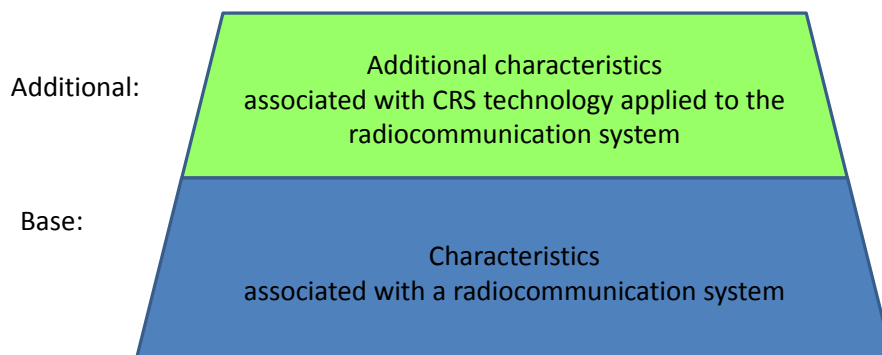 Additional:
Additional characteristics
associated with CRS technology applied to the
radiocommunication system
Base:
Characteristics
associated with a radiocommunication system